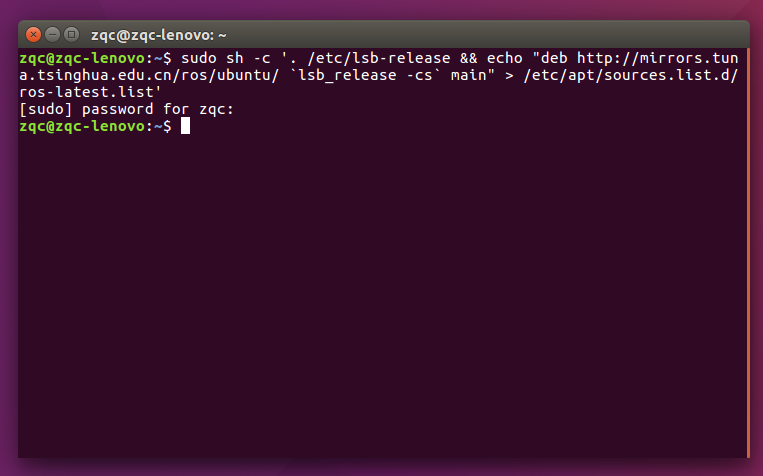 zqc@zqc-lenovo: ~
zqc@zqc-lenovo:~$ sudo sh -c '. /etc/lsb-release && echo "deb http://mirrors.tun
a.tsinghua.edu.cn/ros/ubuntu/ `lsb_release -cs` main" > /etc/apt/sources.list.d/
ros-latest.list'
[sudo] password for zqc:
zqc@zqc-lenovo:~$